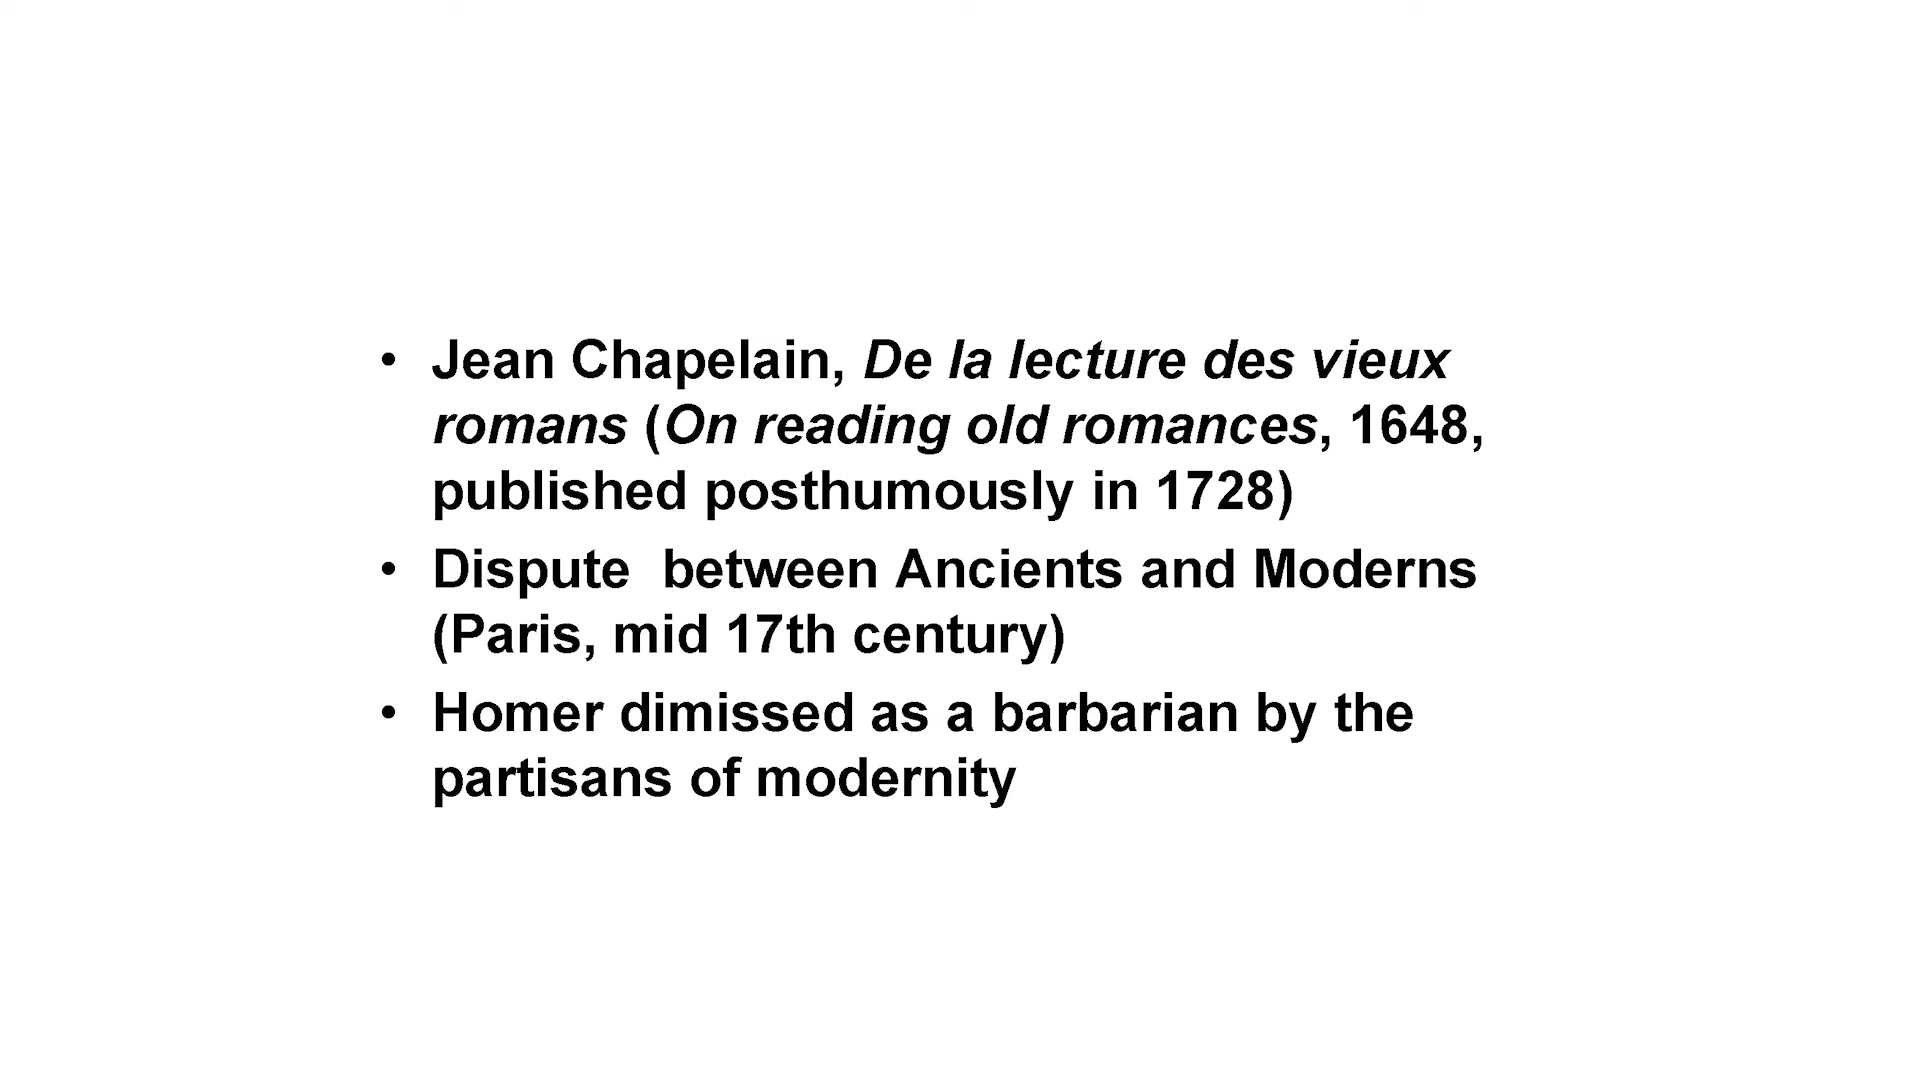 • Jean Chapelain, De la lecture des vieux
romans (On reading old romances, 1648,
published posthumously in 1728)
• Dispute  between Ancients and Moderns
(Paris, mid 17th century)
• Homer dimissed as a barbarian by the
partisans of modernity